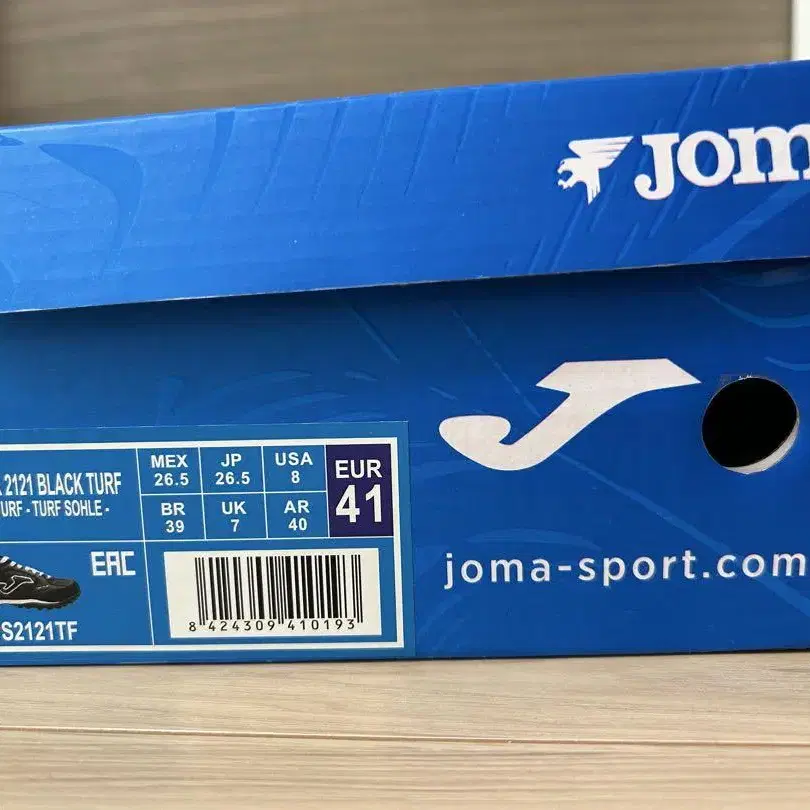 JOM
2121 BLACK TURF
URF - TURF SOHLE -
MEX 26.5
JP 26.5
USA 8
BR 39
UK 7
AR 40
EUR 41
EAC
S2121TF
8 424309 410193
joma-sport.com